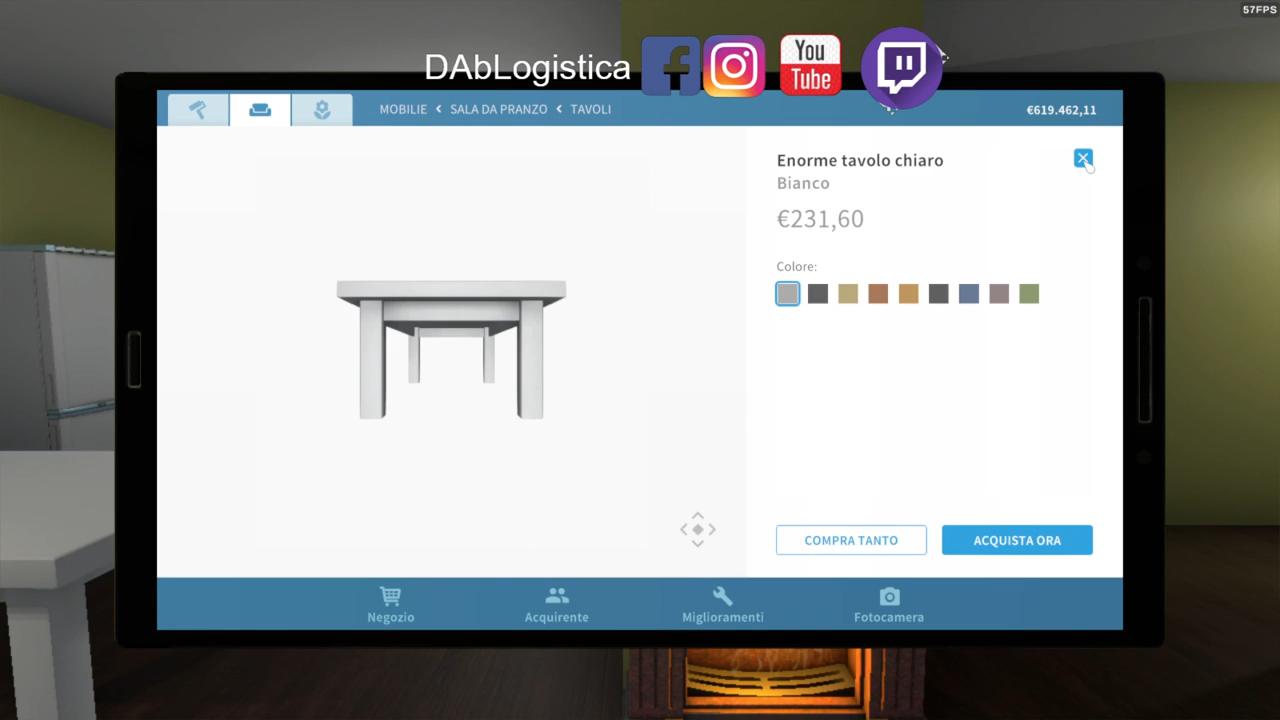 57FPS
DAbLogistica
f
You
Tube
MOBILIE < SALA DA PRANZO < TAVOLI
€619.462,11
Enorme tavolo chiaro
Bianco
€231,60
Colore:
COMPRA TANTO
ACQUISTA ORA
Negozio
Acquirente
Miglioramenti
Fotocamera